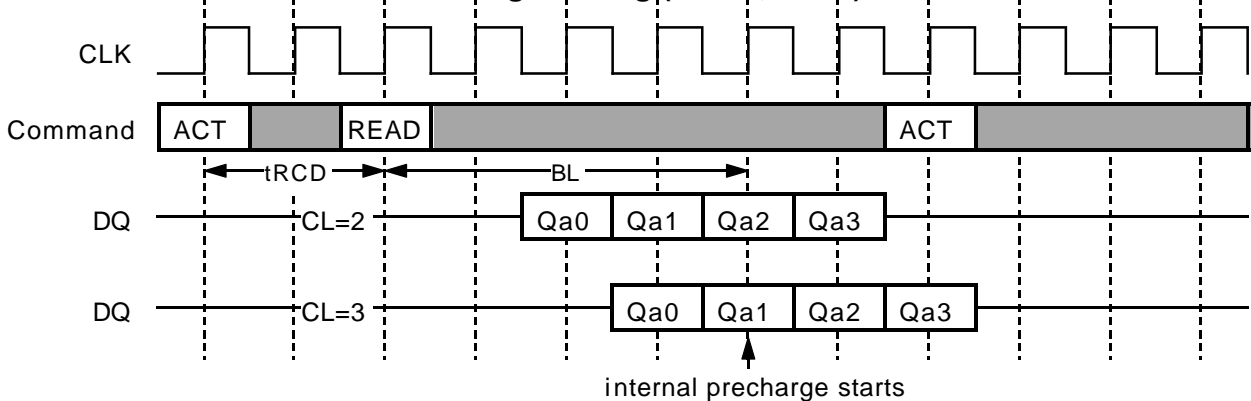 CLK
Command ACT READ ACT
tRCD BL
DQ CL=2 Qa0 Qa1 Qa2 Qa3
DQ CL=3 Qa0 Qa1 Qa2 Qa3
internal precharge starts